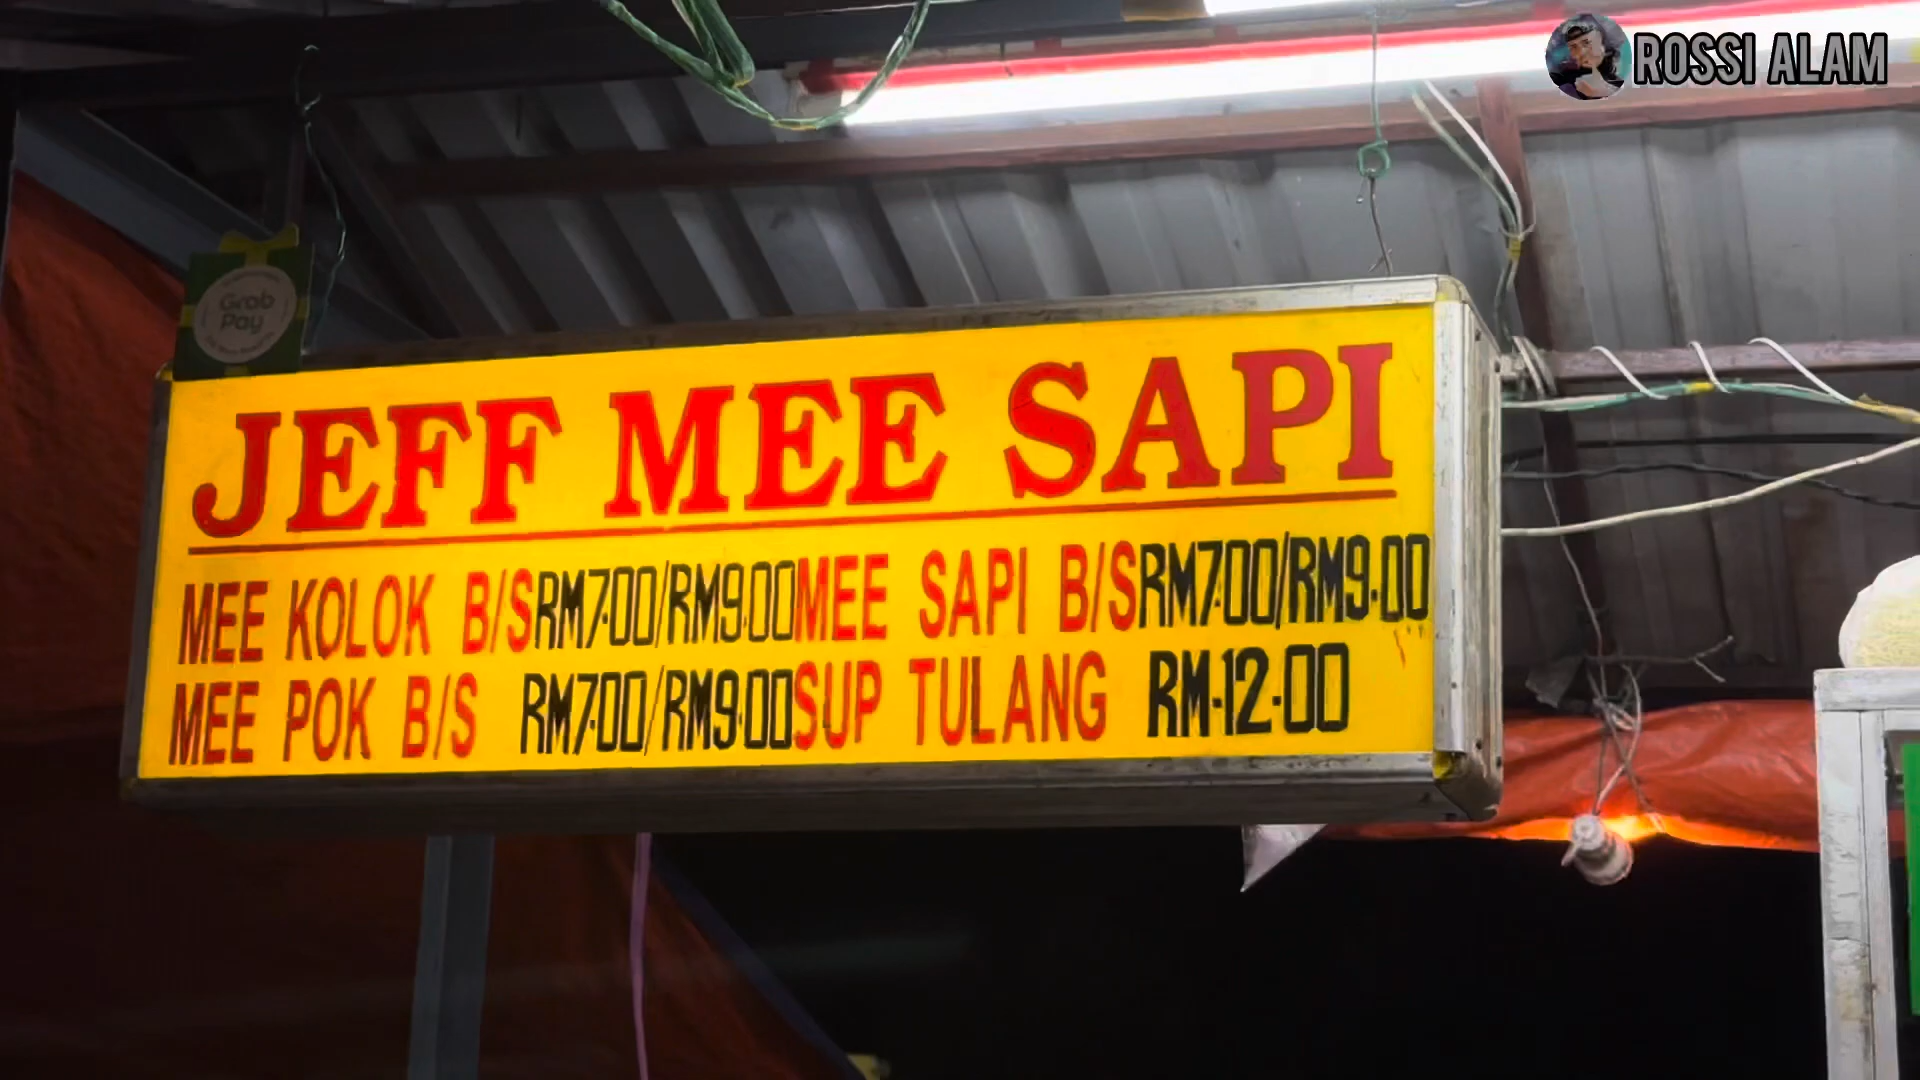 ROSSI ALAM
Grab
Pay
JEFF MEE SAPI
MEE KOLOK B/S RM7.00/RM9.00 MEE SAPI B/S RM7.00/RM9.00
MEE POK B/S RM7.00/RM9.00 SUP TULANG RM-12.00